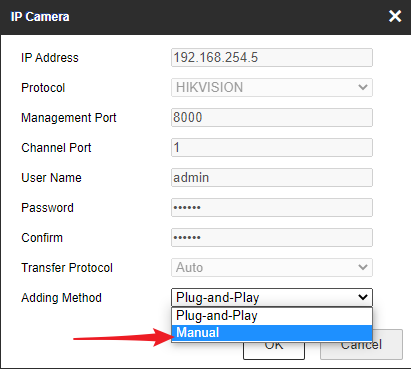 IP Camera
IP Address 192.168.254.5
Protocol HIKVISION
Management Port 8000
Channel Port 1
User Name admin
Password ••••••
Confirm ••••••
Transfer Protocol Auto
Adding Method Plug-and-Play
Plug-and-Play
Manual
OK Cancel